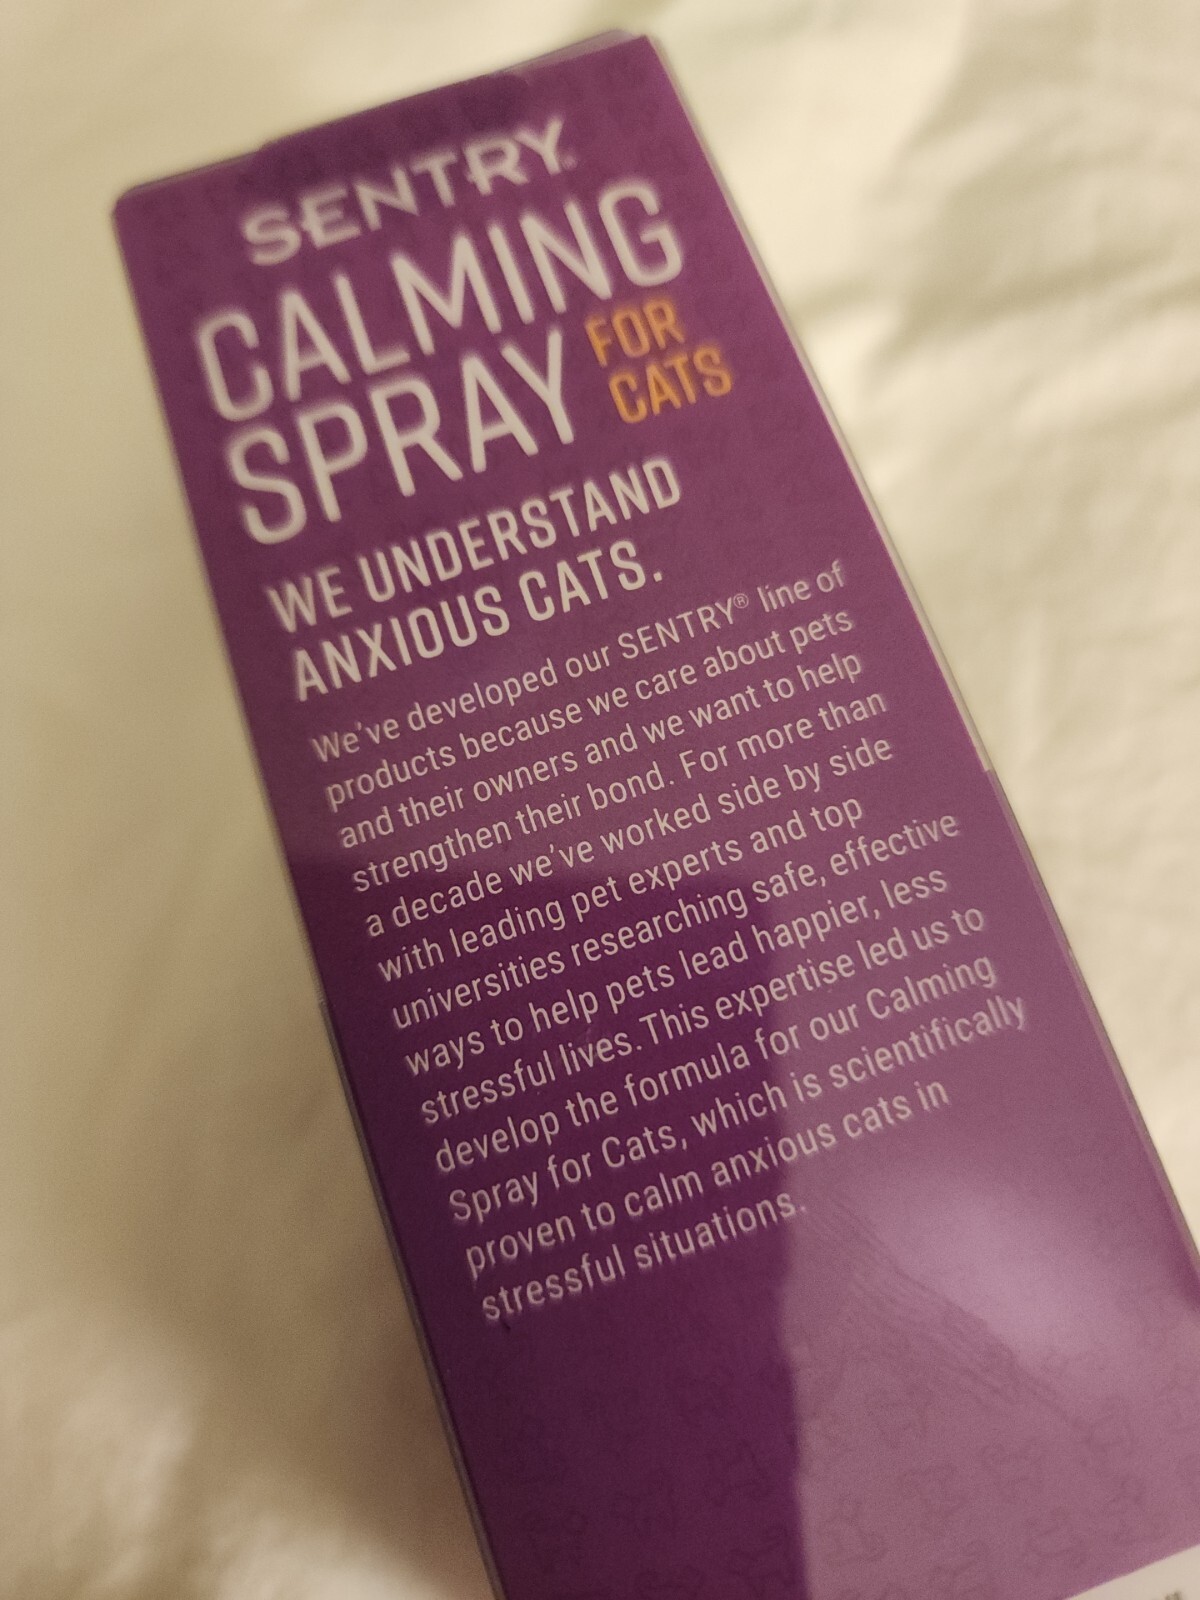 SENTRY®
CALMING
SPRAY FOR CATS
WE UNDERSTAND
ANXIOUS CATS.
We've developed our SENTRY® line of
products because we care about pets
and their owners and we want to help
strengthen their bond. For more than
a decade we've worked side by side
with leading pet experts and top
universities researching safe, effective
ways to help pets lead happier, less
stressful lives. This expertise led us to
develop the formula for our Calming
Spray for Cats, which is scientifically
proven to calm anxious cats in
stressful situations.